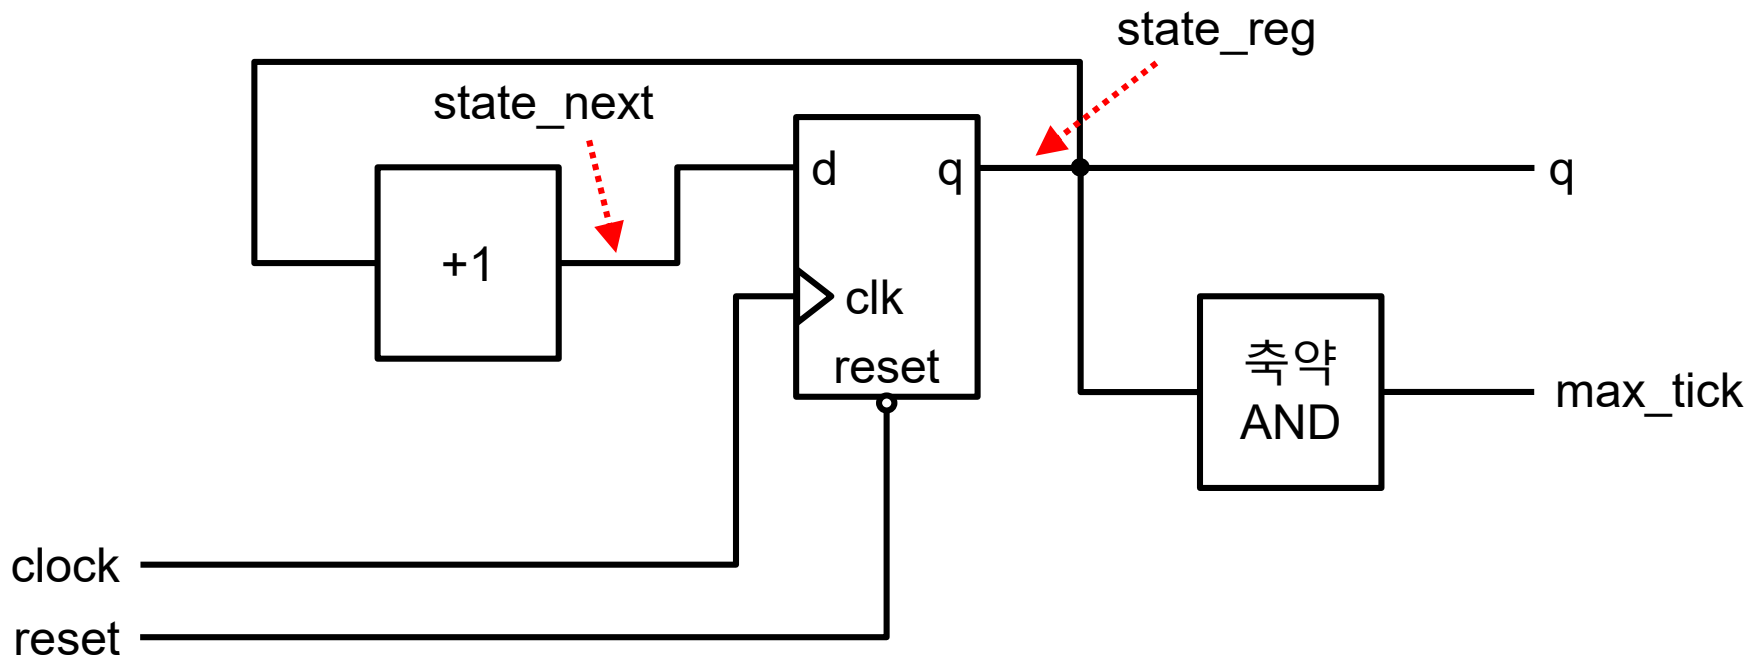 state_reg
state_next
d
q
q
+1
clk
reset
축약
AND
max_tick
clock
reset